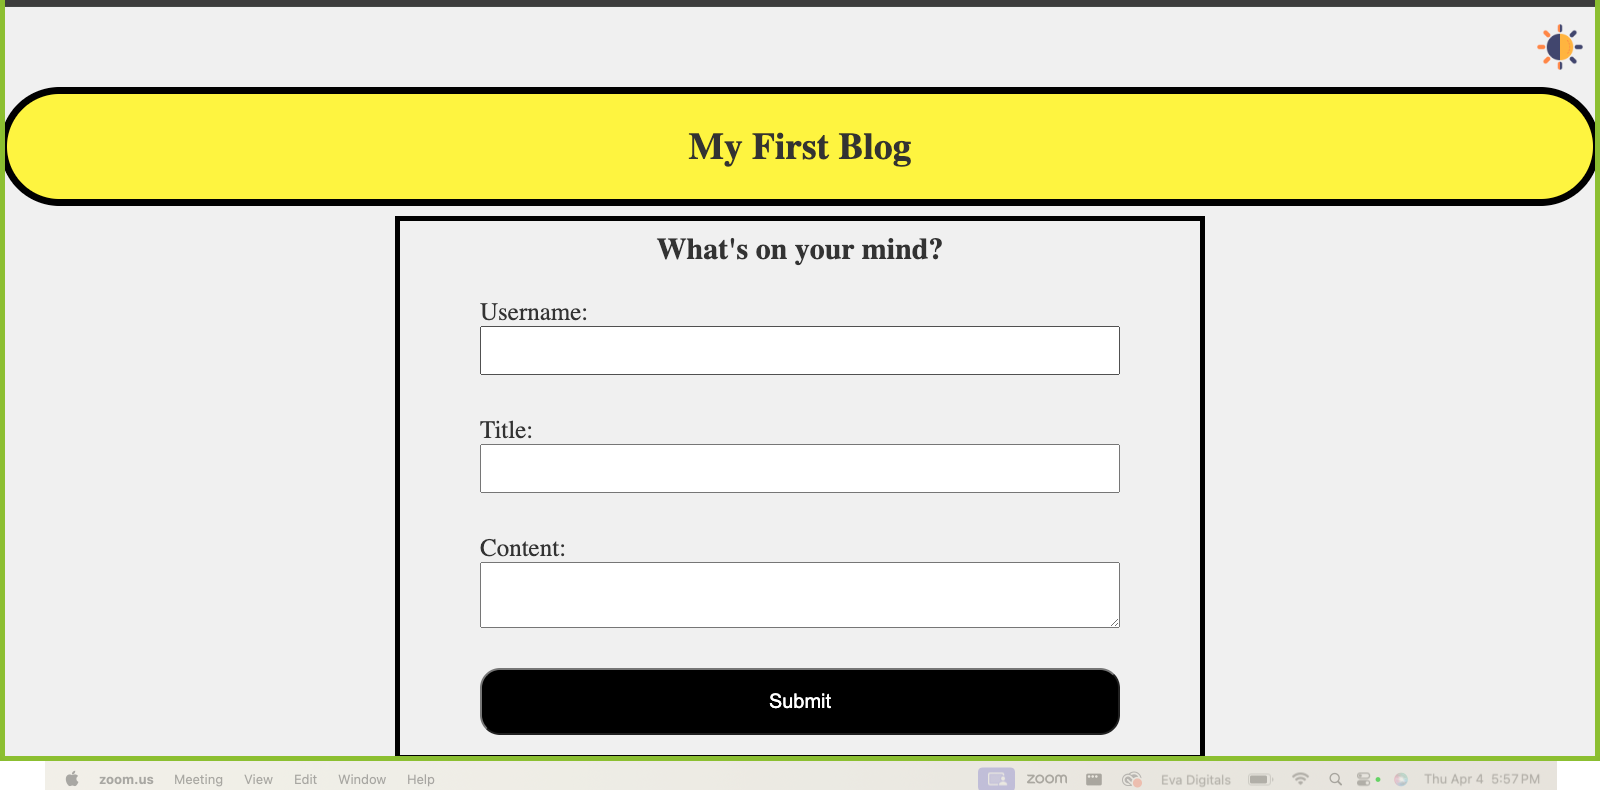 My First Blog
What's on your mind?
Username:
Title:
Content:
Submit
zoom.us Meeting View Edit Window Help zoom Eva Digitals Thu Apr 4 5:57 PM